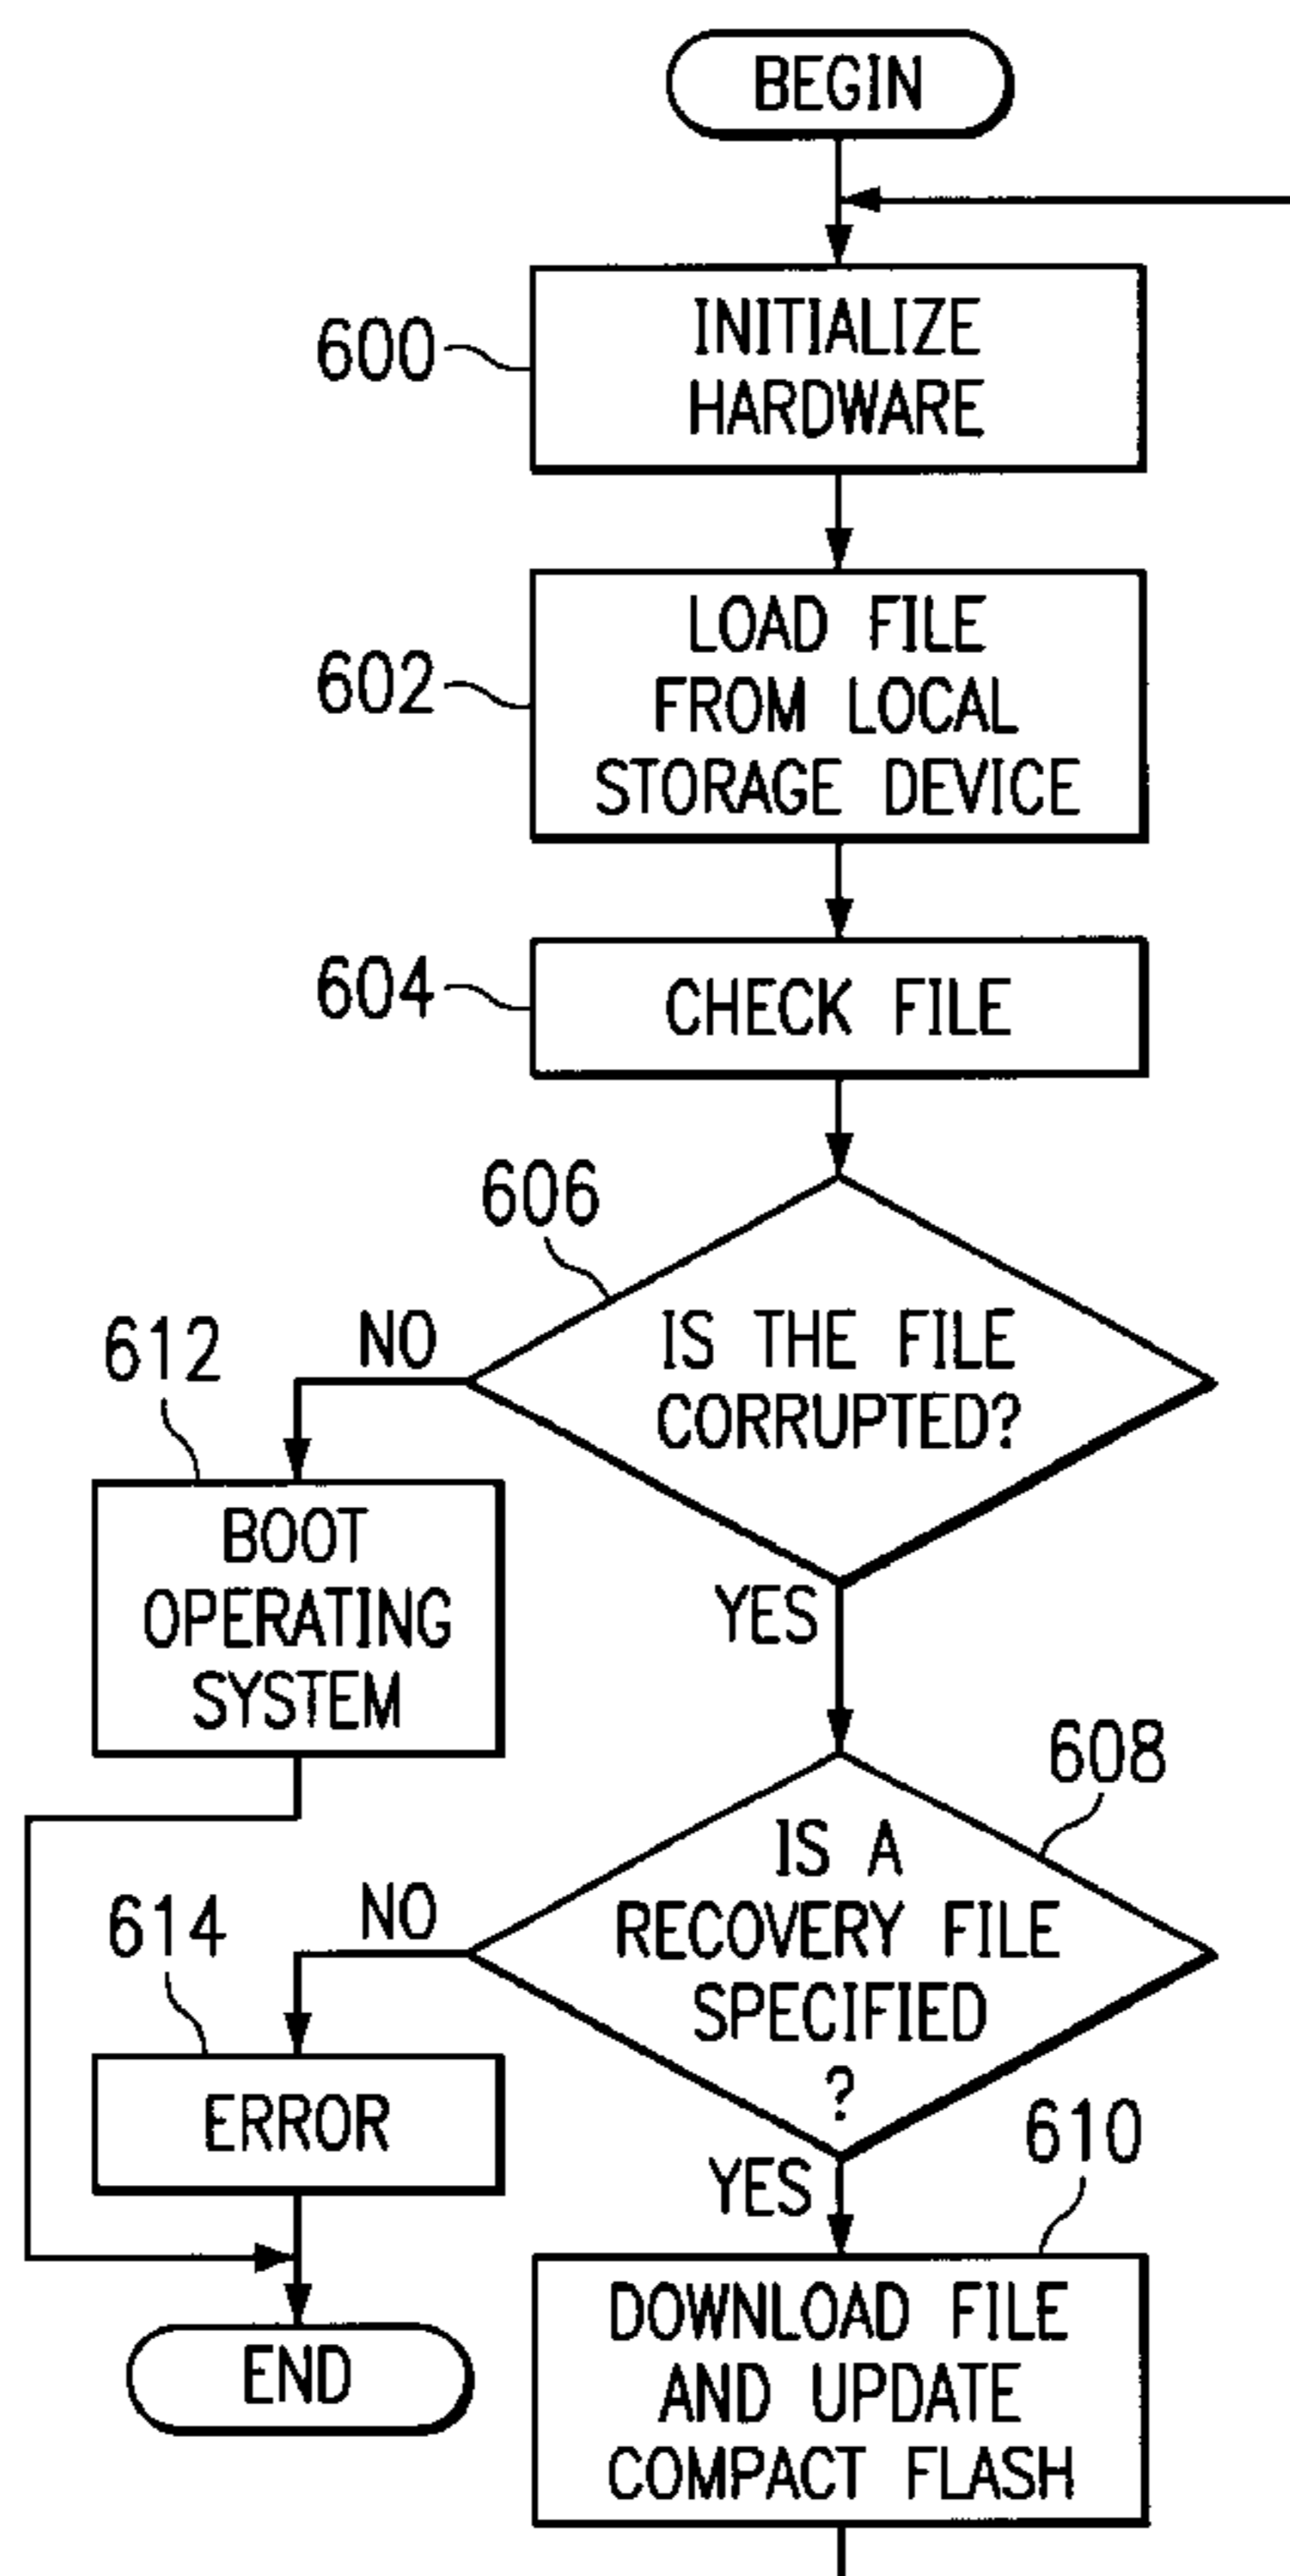 BEGIN
600
INITIALIZE
HARDWARE
602
LOAD FILE
FROM LOCAL
STORAGE DEVICE
604
CHECK FILE
606
IS THE FILE
CORRUPTED?
NO
612
BOOT
OPERATING
SYSTEM
YES
608
IS A
RECOVERY FILE
SPECIFIED
?
NO
614
ERROR
YES
610
DOWNLOAD FILE
AND UPDATE
COMPACT FLASH
END